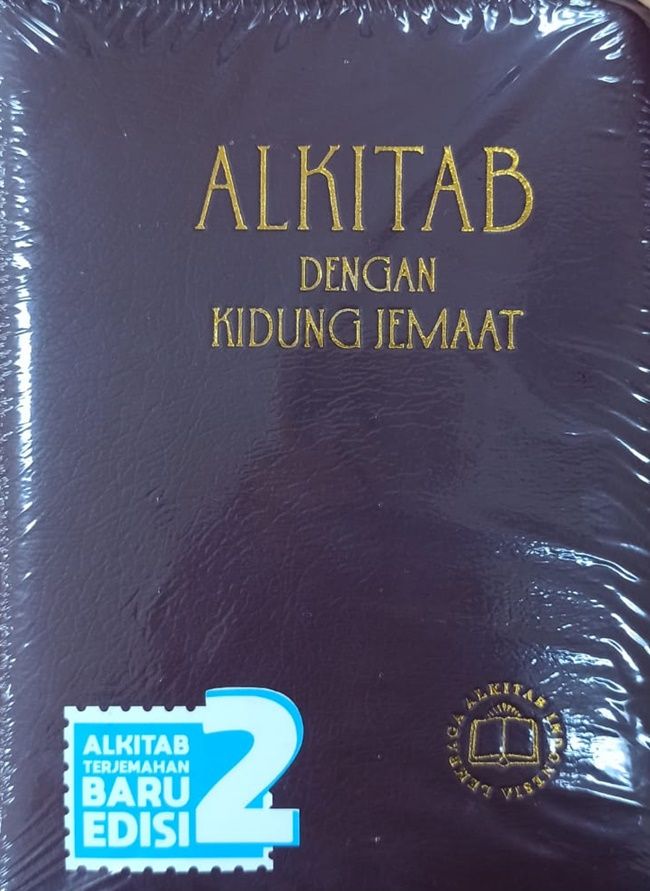 ALKITAB
DENGAN
KIDUNG JEMAAT
ALKITAB
TERJEMAHAN
BARU
EDISI 2
LEMBAGA ALKITAB INDONESIA